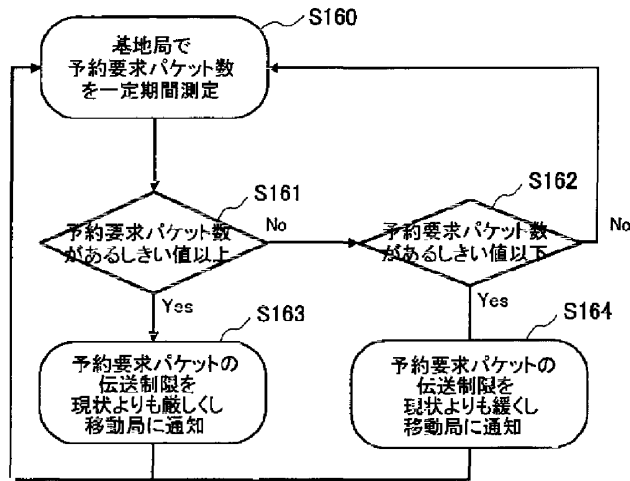 S160
基地局で
予約要求パケット数
を一定期間測定
S161
予約要求パケット数
があるしきい値以上
No
Yes
S162
予約要求パケット数
があるしきい値以下
No
Yes
S163
予約要求パケットの
伝送制限を
現状よりも厳しくし
移動局に通知
S164
予約要求パケットの
伝送制限を
現状よりも緩くし
移動局に通知